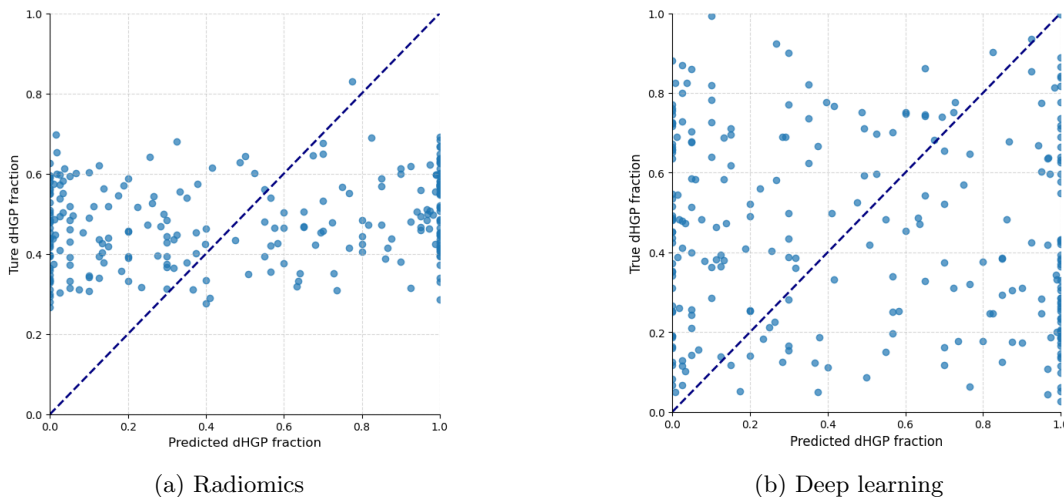 1.0
0.8
0.6
0.4
0.2
0.0
Ture dHGP fraction
0.0 0.2 0.4 0.6 0.8 1.0
Predicted dHGP fraction
(a) Radiomics
1.0
0.8
0.6
0.4
0.2
0.0
True dHGP fraction
0.0 0.2 0.4 0.6 0.8 1.0
Predicted dHGP fraction
(b) Deep learning